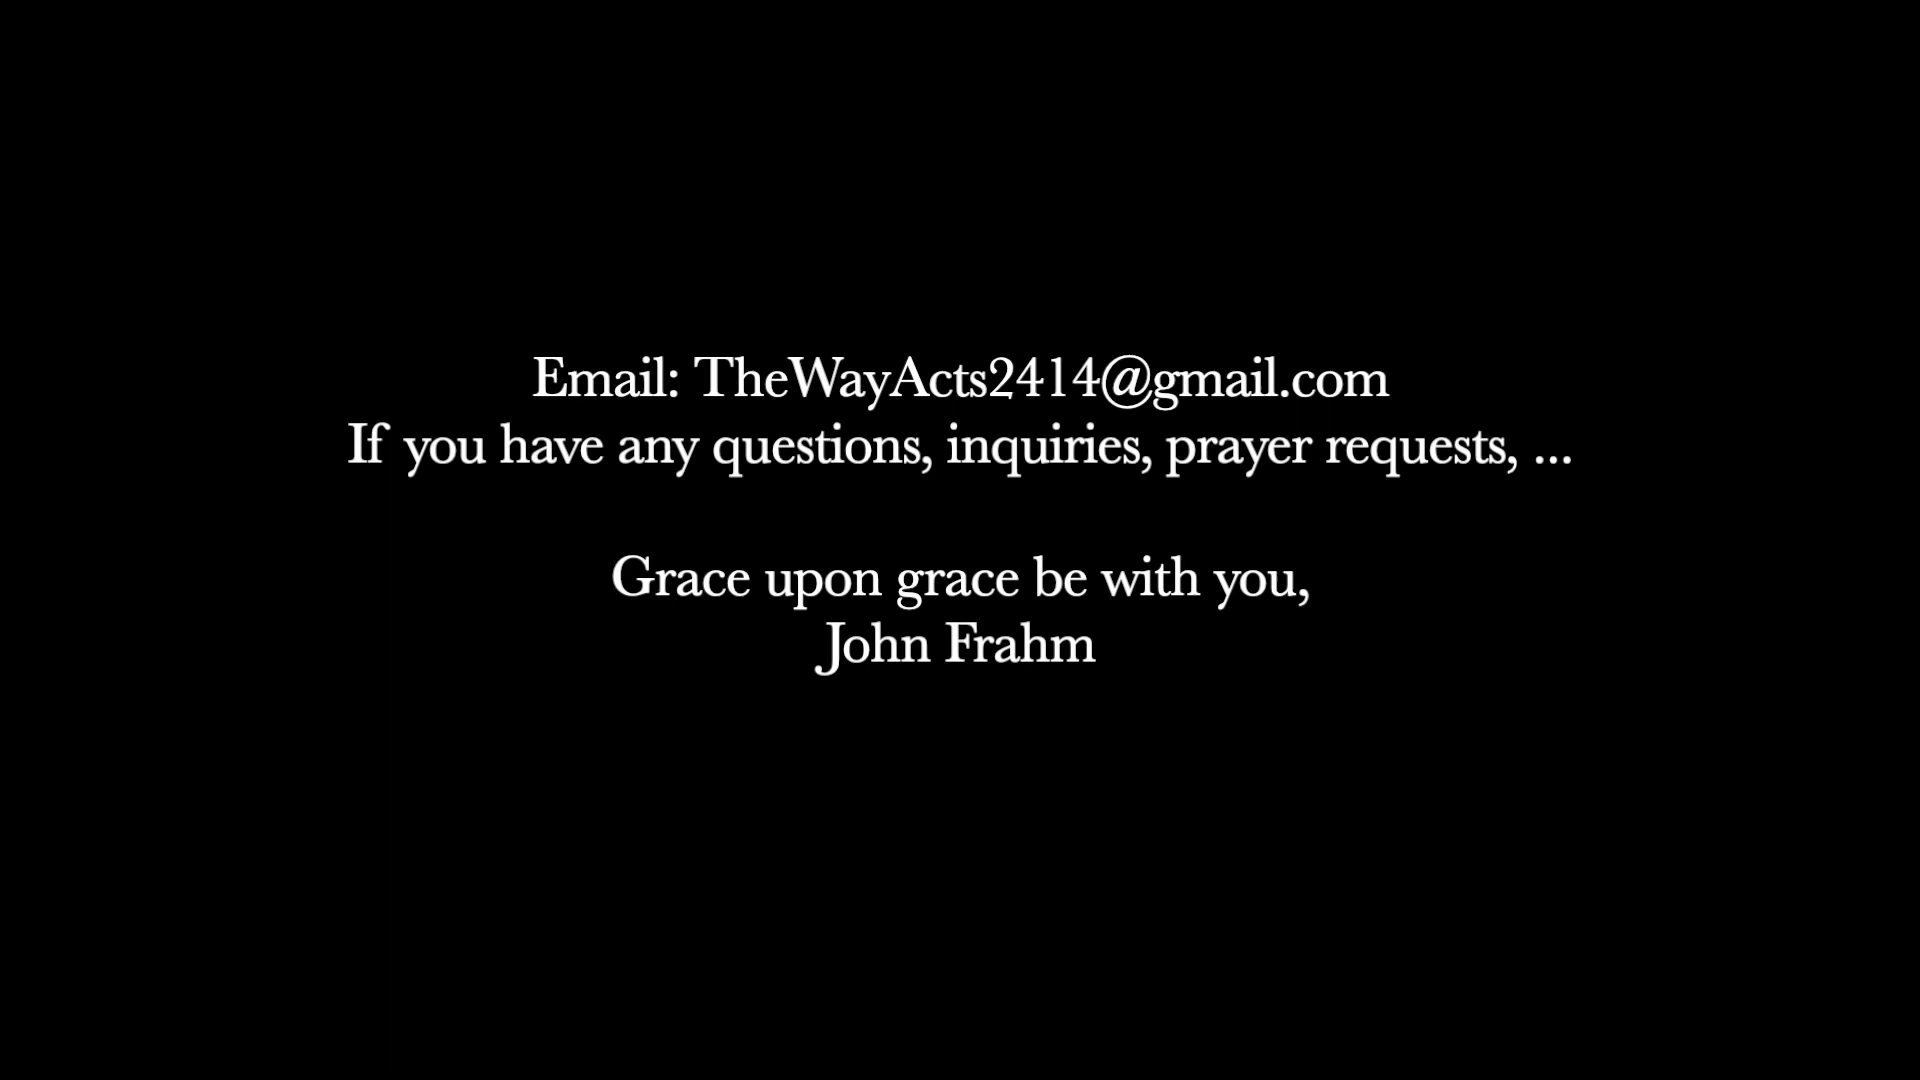 Email: TheWayActs2414@gmail.com
If you have any questions, inquiries, prayer requests, ...
Grace upon grace be with you,
John Frahm